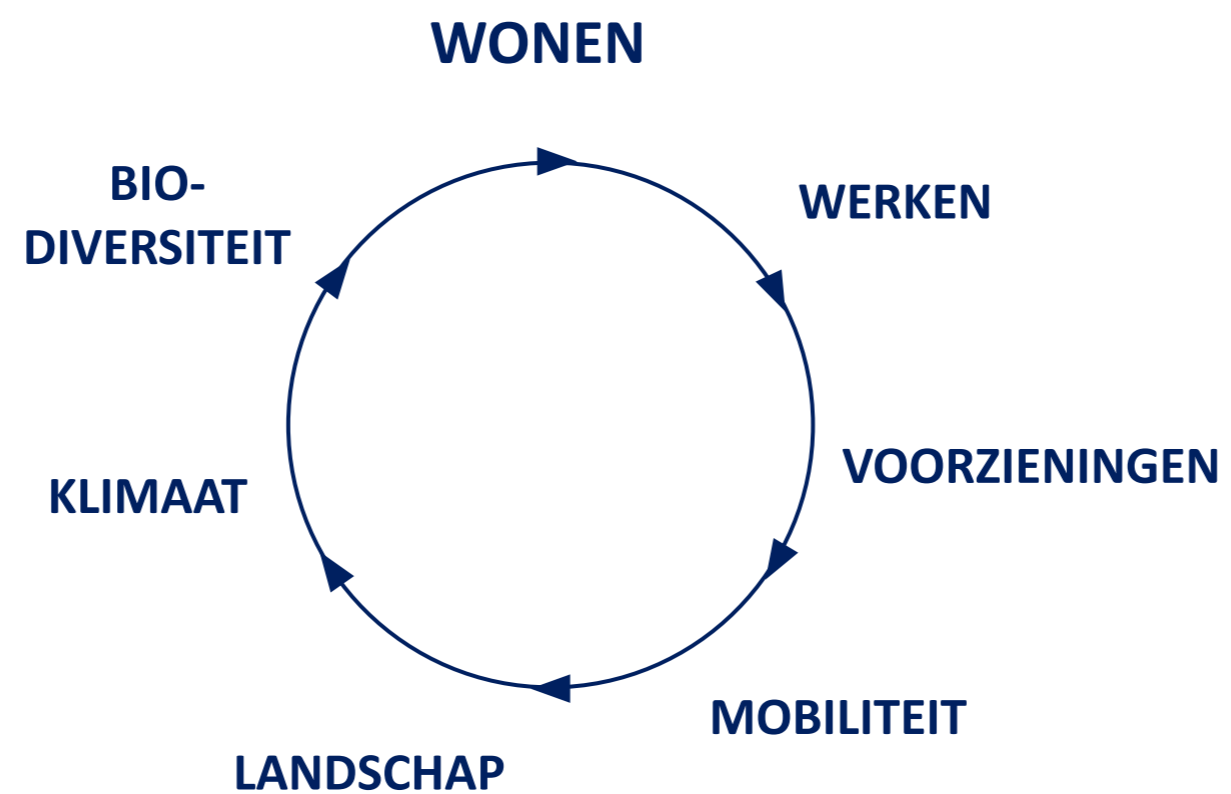 WONEN
WERKEN
VOORZIENINGEN
MOBILITEIT
LANDSCHAP
KLIMAAT
BIO-
DIVERSITEIT